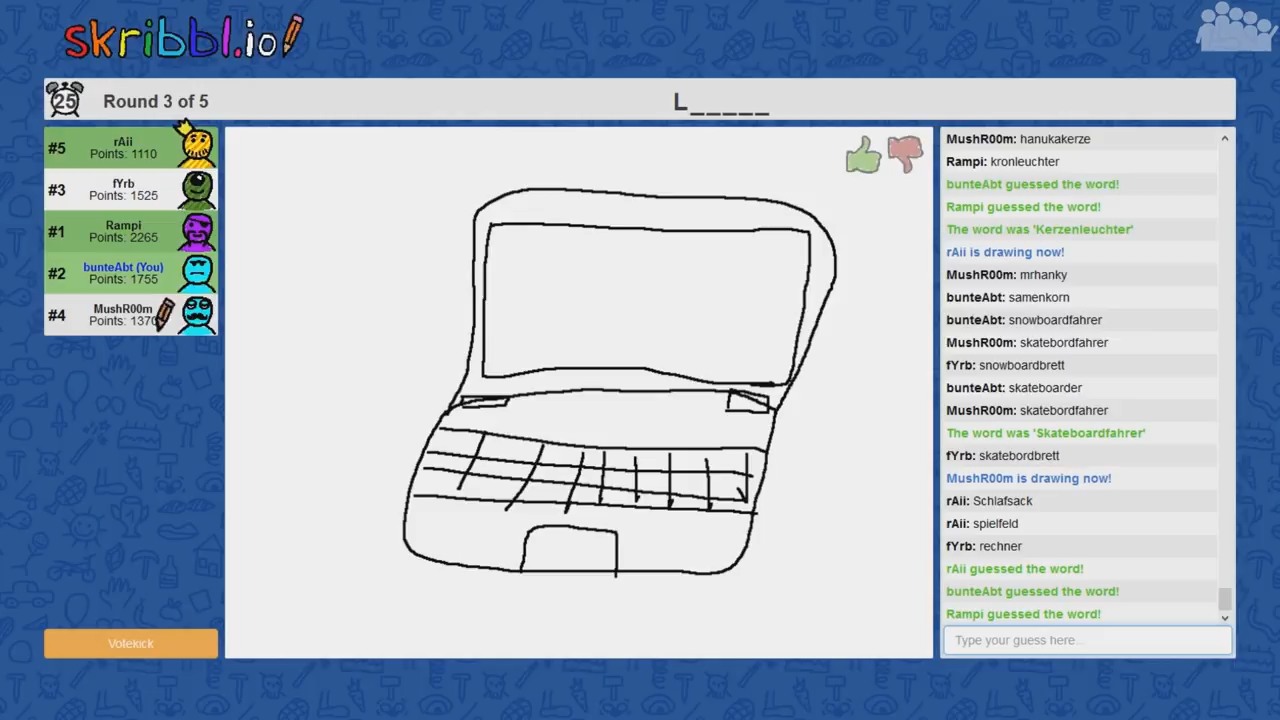 skribbl.io
25
Round 3 of 5
L_____
#5
rAii
Points: 1110
#3
fYrb
Points: 1525
#1
Rampi
Points: 2265
#2
bunteAbt (You)
Points: 1755
#4
MushR00m
Points: 1370
Votekick
MushR00m: hanukakerze
Rampi: kronleuchter
bunteAbt guessed the word!
Rampi guessed the word!
The word was 'Kerzenleuchter'
rAii is drawing now!
MushR00m: mrhanky
bunteAbt: samenkorn
bunteAbt: snowboardfahrer
MushR00m: skatebordfahrer
fYrb: snowboardbrett
bunteAbt: skateboarder
MushR00m: skatebordfahrer
The word was 'Skateboardfahrer'
fYrb: skatebordbrett
MushR00m is drawing now!
rAii: Schlafsack
rAii: spielfeld
fYrb: rechner
rAii guessed the word!
bunteAbt guessed the word!
Rampi guessed the word!
Type your guess here...